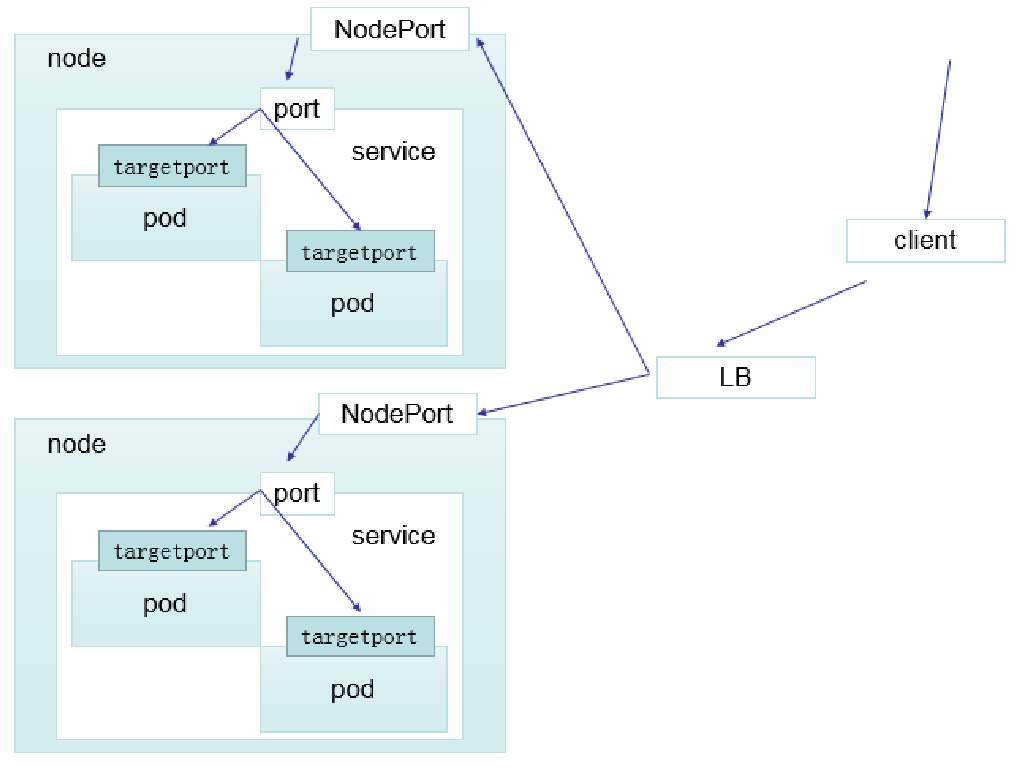 NodePort
node
port
service
targetport
pod
targetport
pod
client
LB
NodePort
node
port
service
targetport
pod
targetport
pod